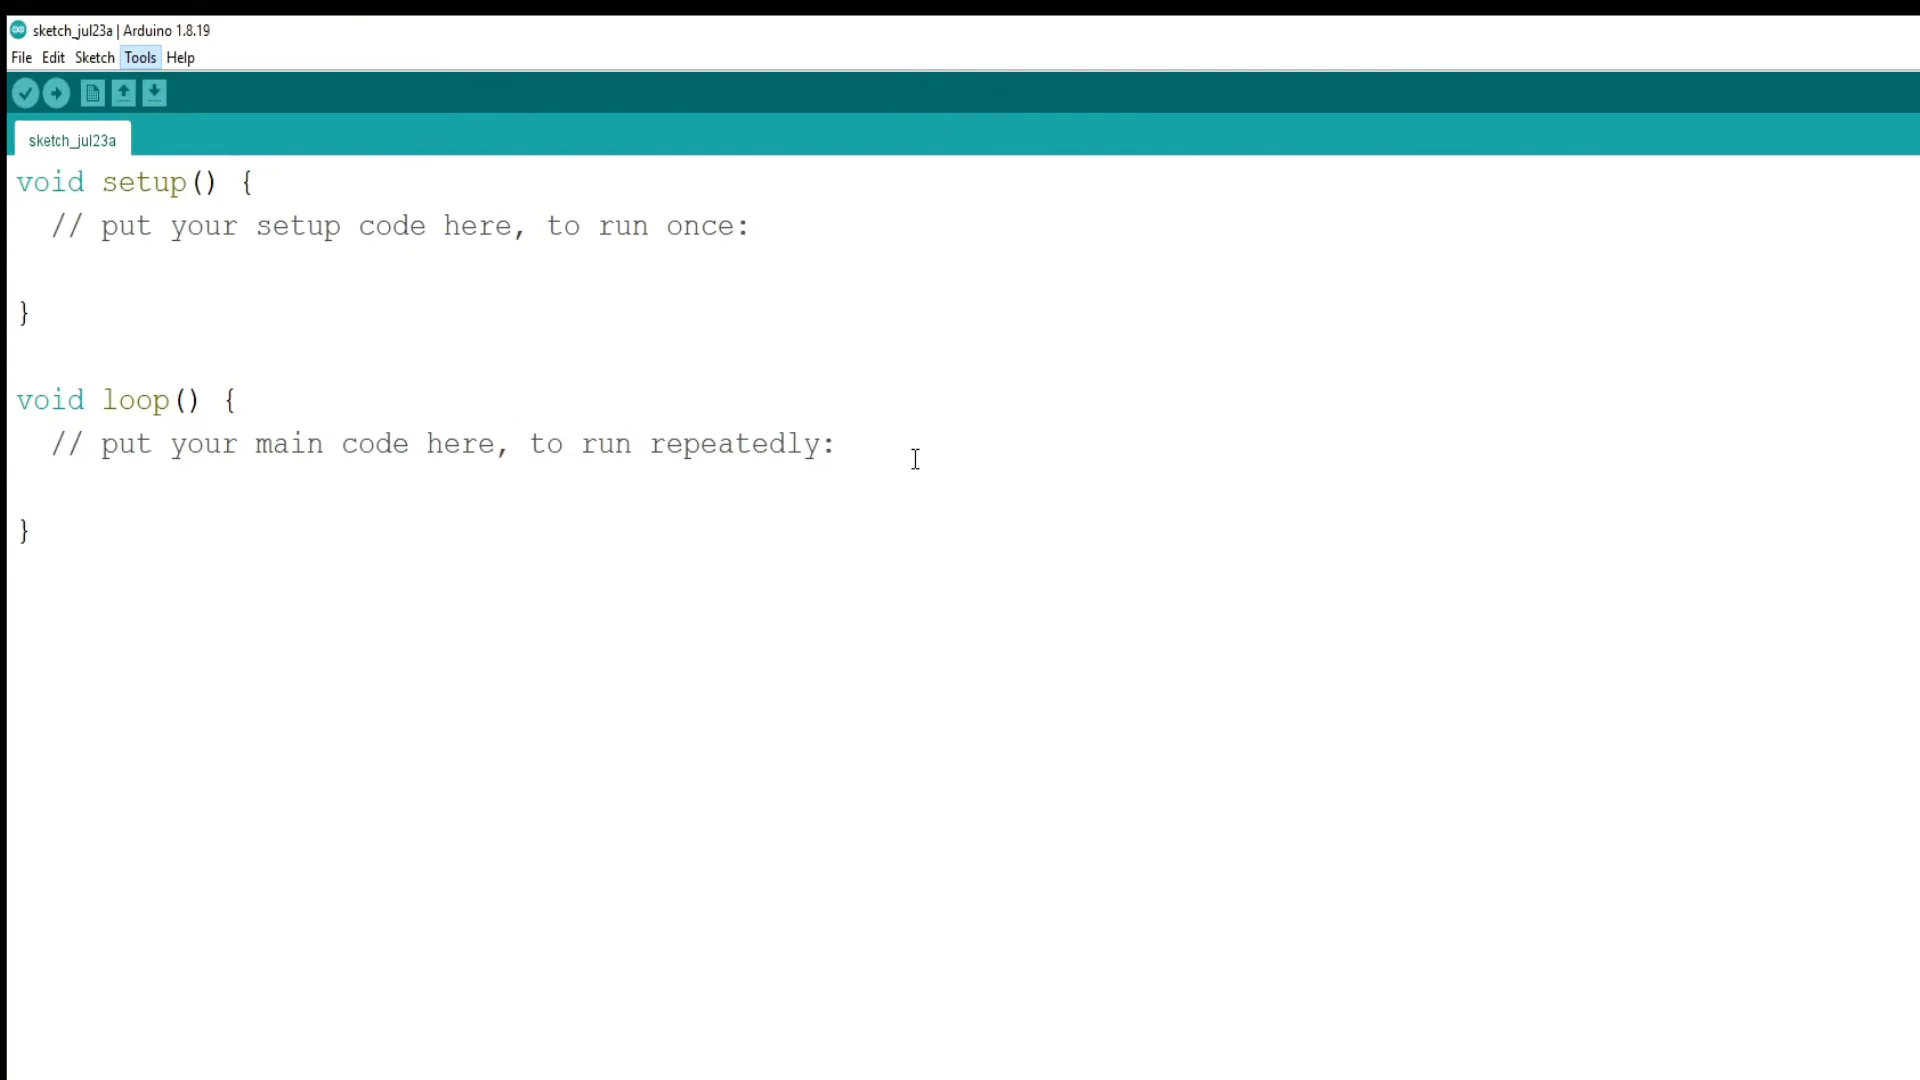 sketch_jul23a | Arduino 1.8.19
File Edit Sketch Tools Help
sketch_jul23a
void setup() {
  // put your setup code here, to run once:
}
void loop() {
  // put your main code here, to run repeatedly:
}